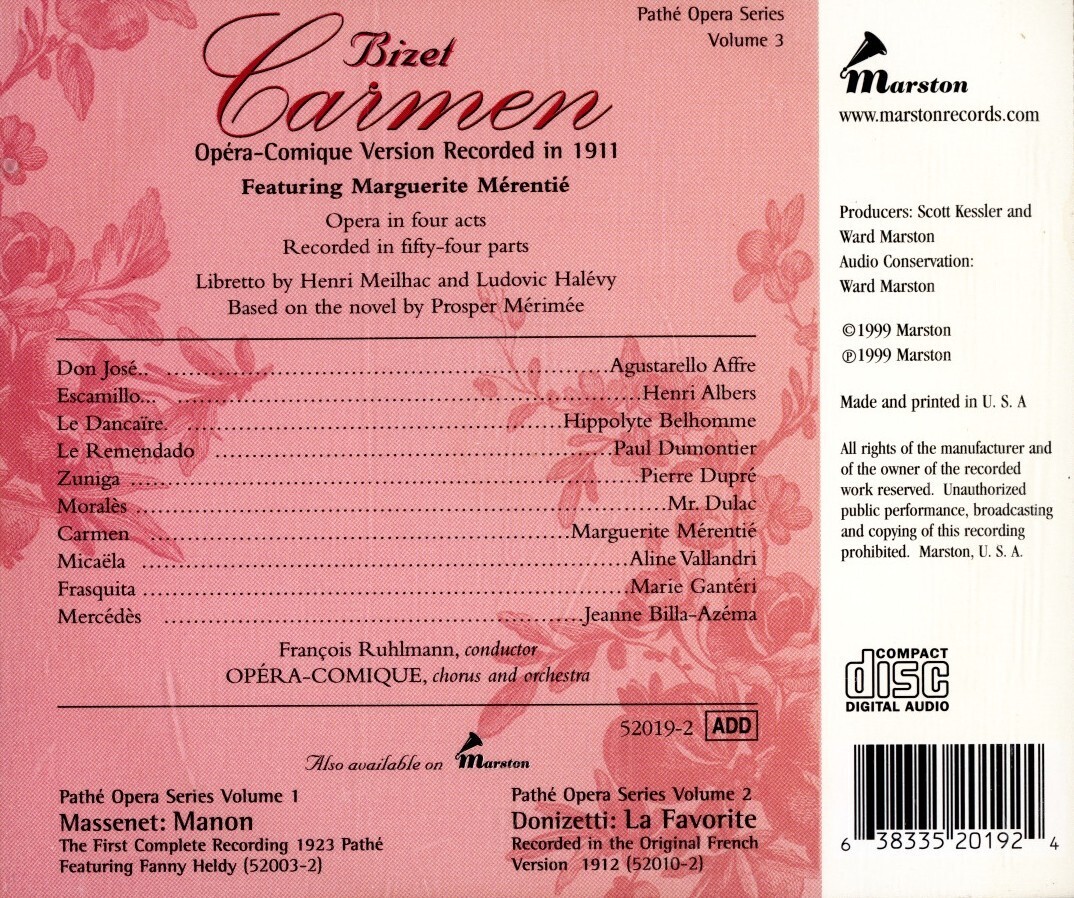 Pathé Opera Series
Volume 3
Bizet
Carmen
Opéra-Comique Version Recorded in 1911
Featuring Marguerite Mérentié
Opera in four acts
Recorded in fifty-four parts
Libretto by Henri Meilhac and Ludovic Halévy
Based on the novel by Prosper Mérimée
Don José.. ................................................Agustarello Affre
Escamillo... ................................................Henri Albers
Le Dancaïre. ................................................Hippolyte Belhomme
Le Remendado ................................................Paul Dumontier
Zuniga ................................................Pierre Dupré
Moralès ................................................Mr. Dulac
Carmen ................................................Marguerite Mérentié
Micaëla ................................................Aline Vallandri
Frasquita ................................................Marie Gantéri
Mercédès ................................................Jeanne Billa-Azéma
François Ruhlmann, conductor
OPÉRA-COMIQUE, chorus and orchestra
52019-2 ADD
Also available on Marston
Pathé Opera Series Volume 1
Massenet: Manon
The First Complete Recording 1923 Pathé
Featuring Fanny Heldy (52003-2)
Pathé Opera Series Volume 2
Donizetti: La Favorite
Recorded in the Original French
Version 1912 (52010-2)
Marston
www.marstonrecords.com
Producers: Scott Kessler and
Ward Marston
Audio Conservation:
Ward Marston
©1999 Marston
℗1999 Marston
Made and printed in U. S. A
All rights of the manufacturer and
of the owner of the recorded
work reserved. Unauthorized
public performance, broadcasting
and copying of this recording
prohibited. Marston, U. S. A.
COMPACT
disc
DIGITAL AUDIO
6 38335 20192 4